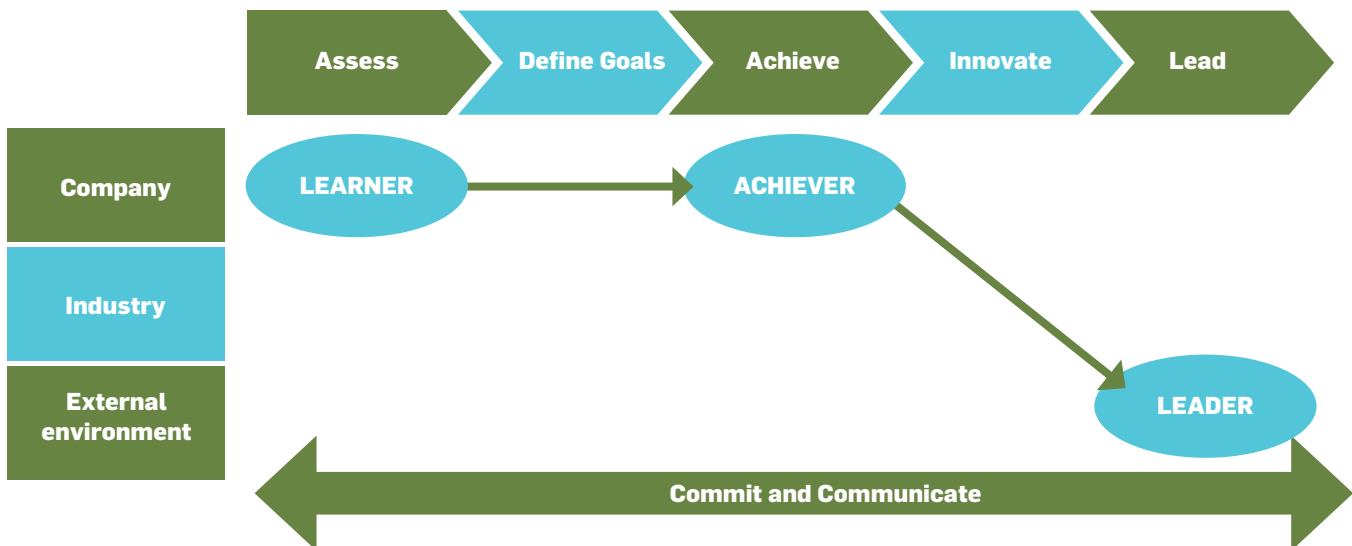 Assess
Define Goals
Achieve
Innovate
Lead
Company
LEARNER
ACHIEVER
Industry
External
environment
LEADER
Commit and Communicate